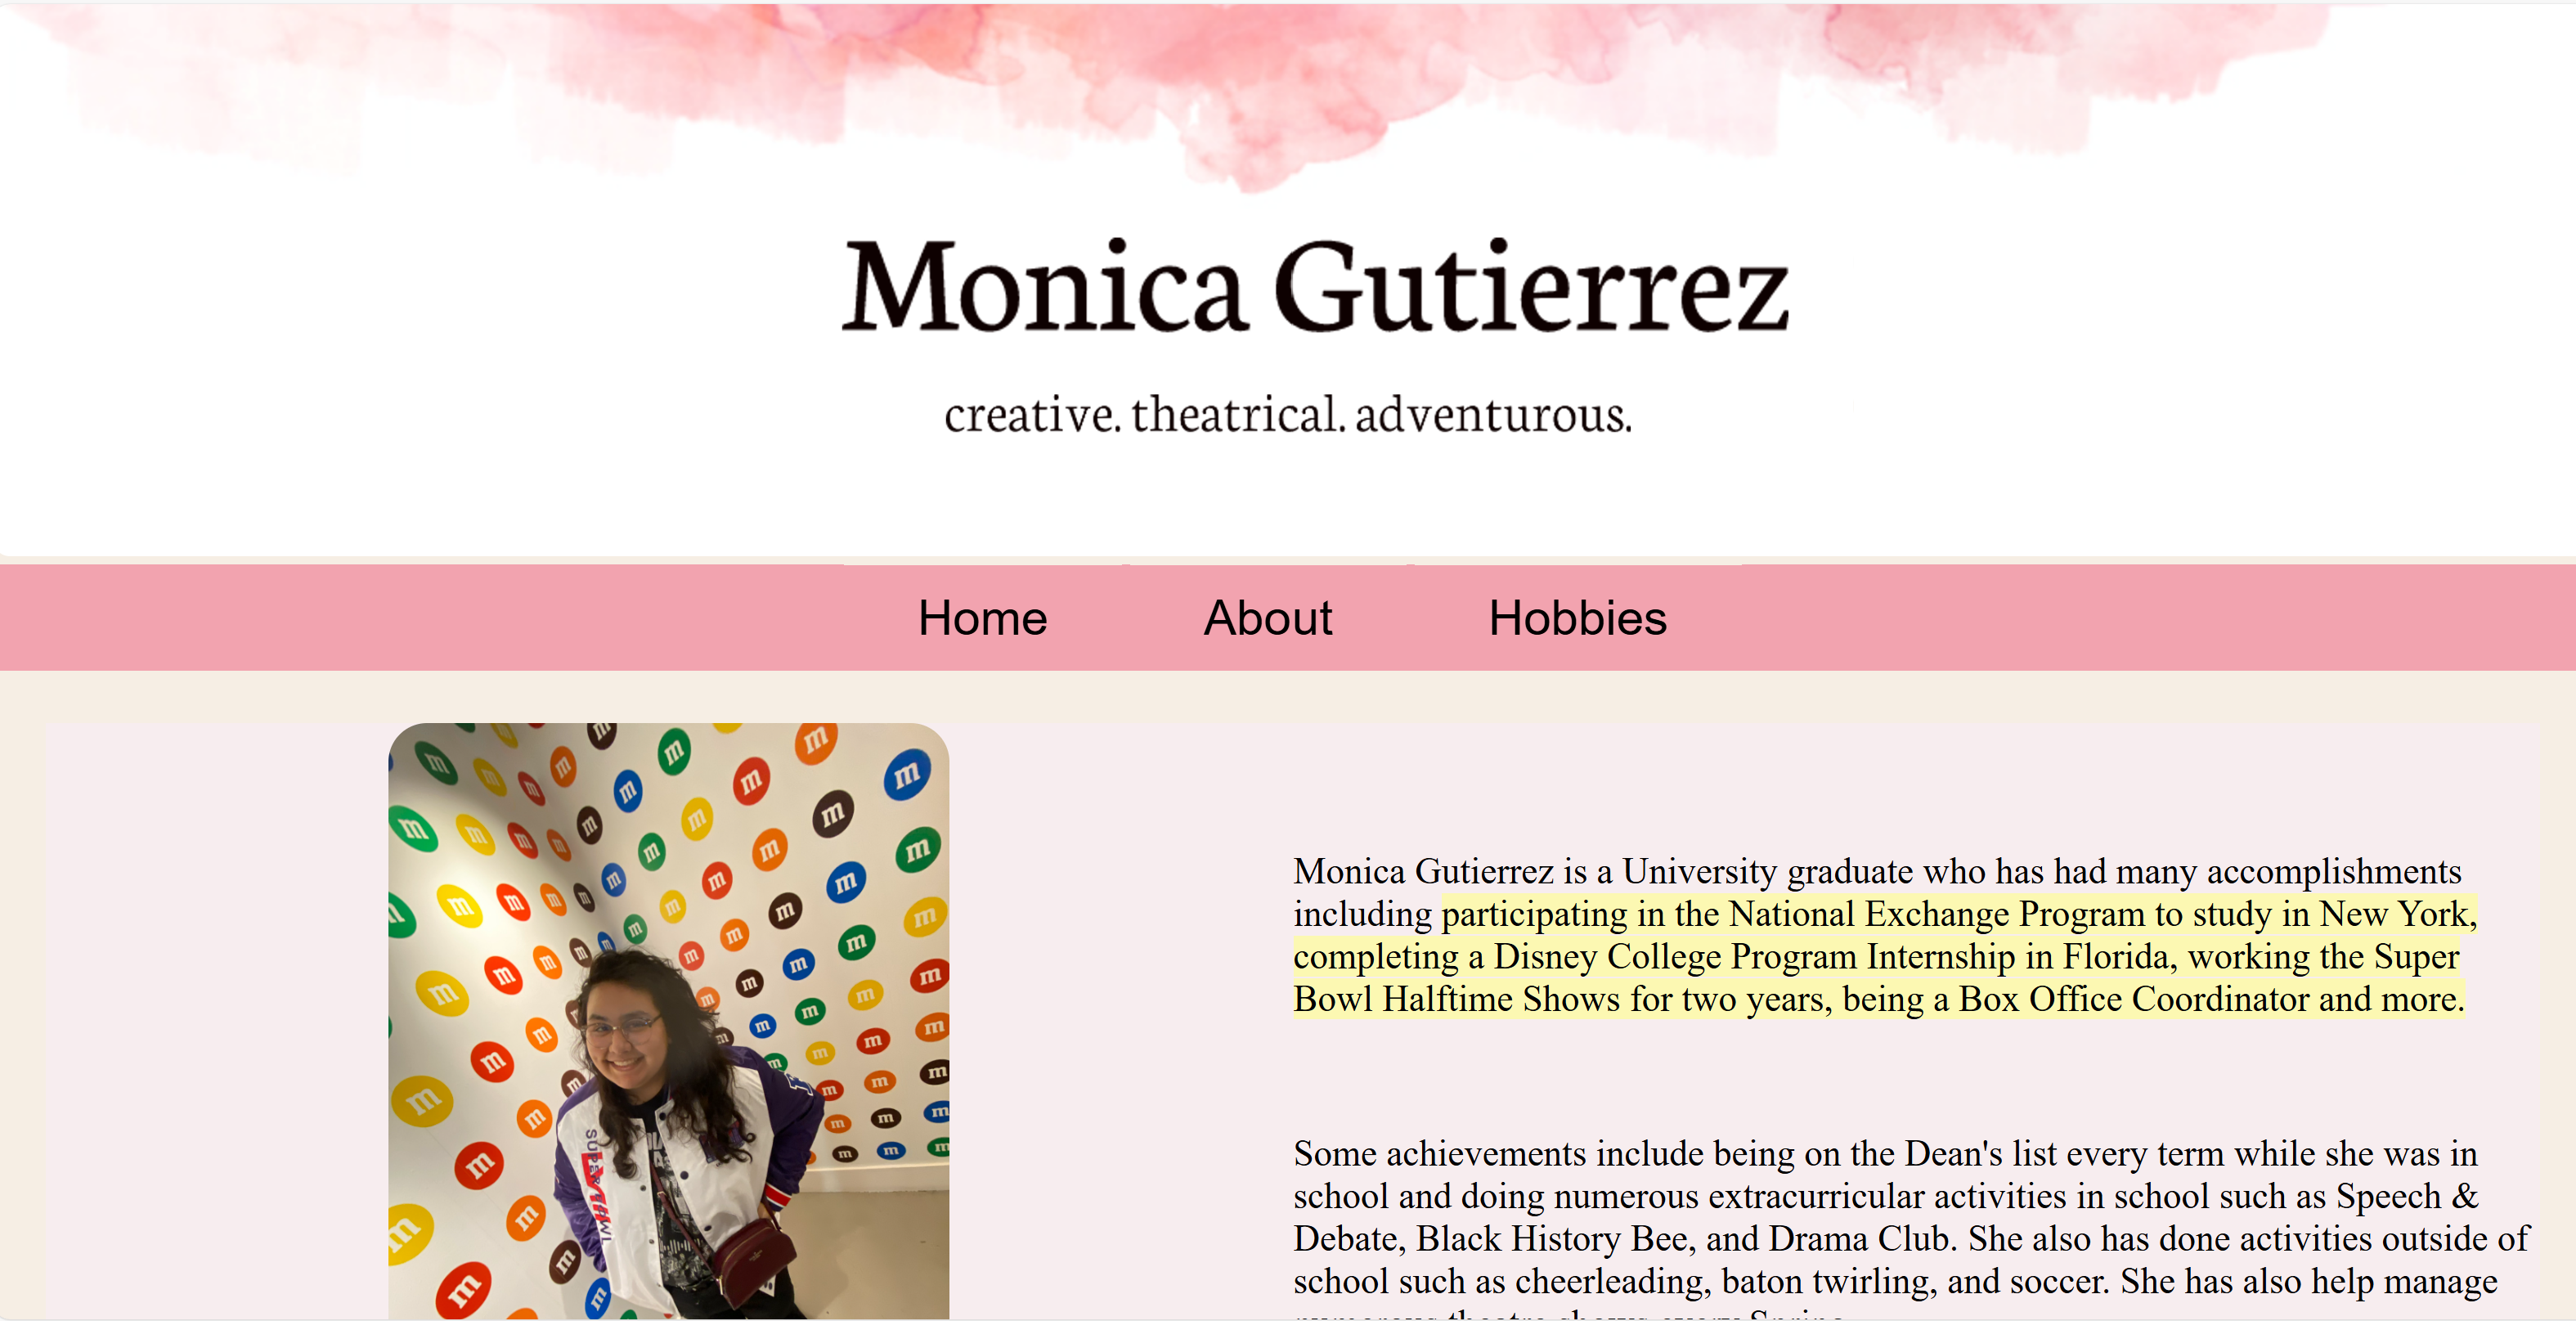 Monica Gutierrez
creative. theatrical. adventurous.
Home About Hobbies
Monica Gutierrez is a University graduate who has had many accomplishments
including participating in the National Exchange Program to study in New York,
completing a Disney College Program Internship in Florida, working the Super
Bowl Halftime Shows for two years, being a Box Office Coordinator and more.
Some achievements include being on the Dean's list every term while she was in
school and doing numerous extracurricular activities in school such as Speech &
Debate, Black History Bee, and Drama Club. She also has done activities outside of
school such as cheerleading, baton twirling, and soccer. She has also help manage
numerous theatre shows every Spring